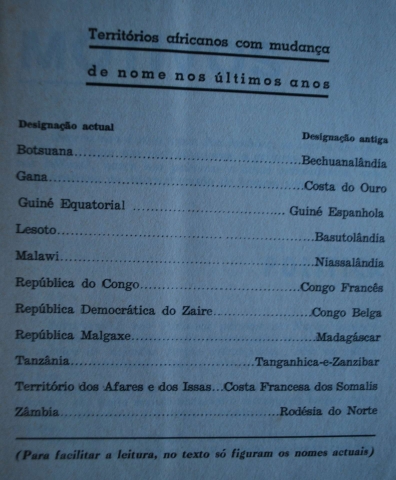 Territórios africanos com mudança
de nome nos últimos anos
Designação actual Designação antiga
Botsuana........................................Bechuanalândia
Gana........................................Costa do Ouro
Guiné Equatorial ........................................ Guiné Espanhola
Lesoto........................................Basutolândia
Malawi........................................Niassalândia
República do Congo........................................Congo Francês
República Democrática do Zaire....................Congo Belga
República Malgaxe........................................Madagáscar
Tanzânia........................................Tanganhica-e-Zanzibar
Território dos Afares e dos Issas...Costa Francesa dos Somalis
Zâmbia........................................Rodésia do Norte
(Para facilitar a leitura, no texto só figuram os nomes actuais)